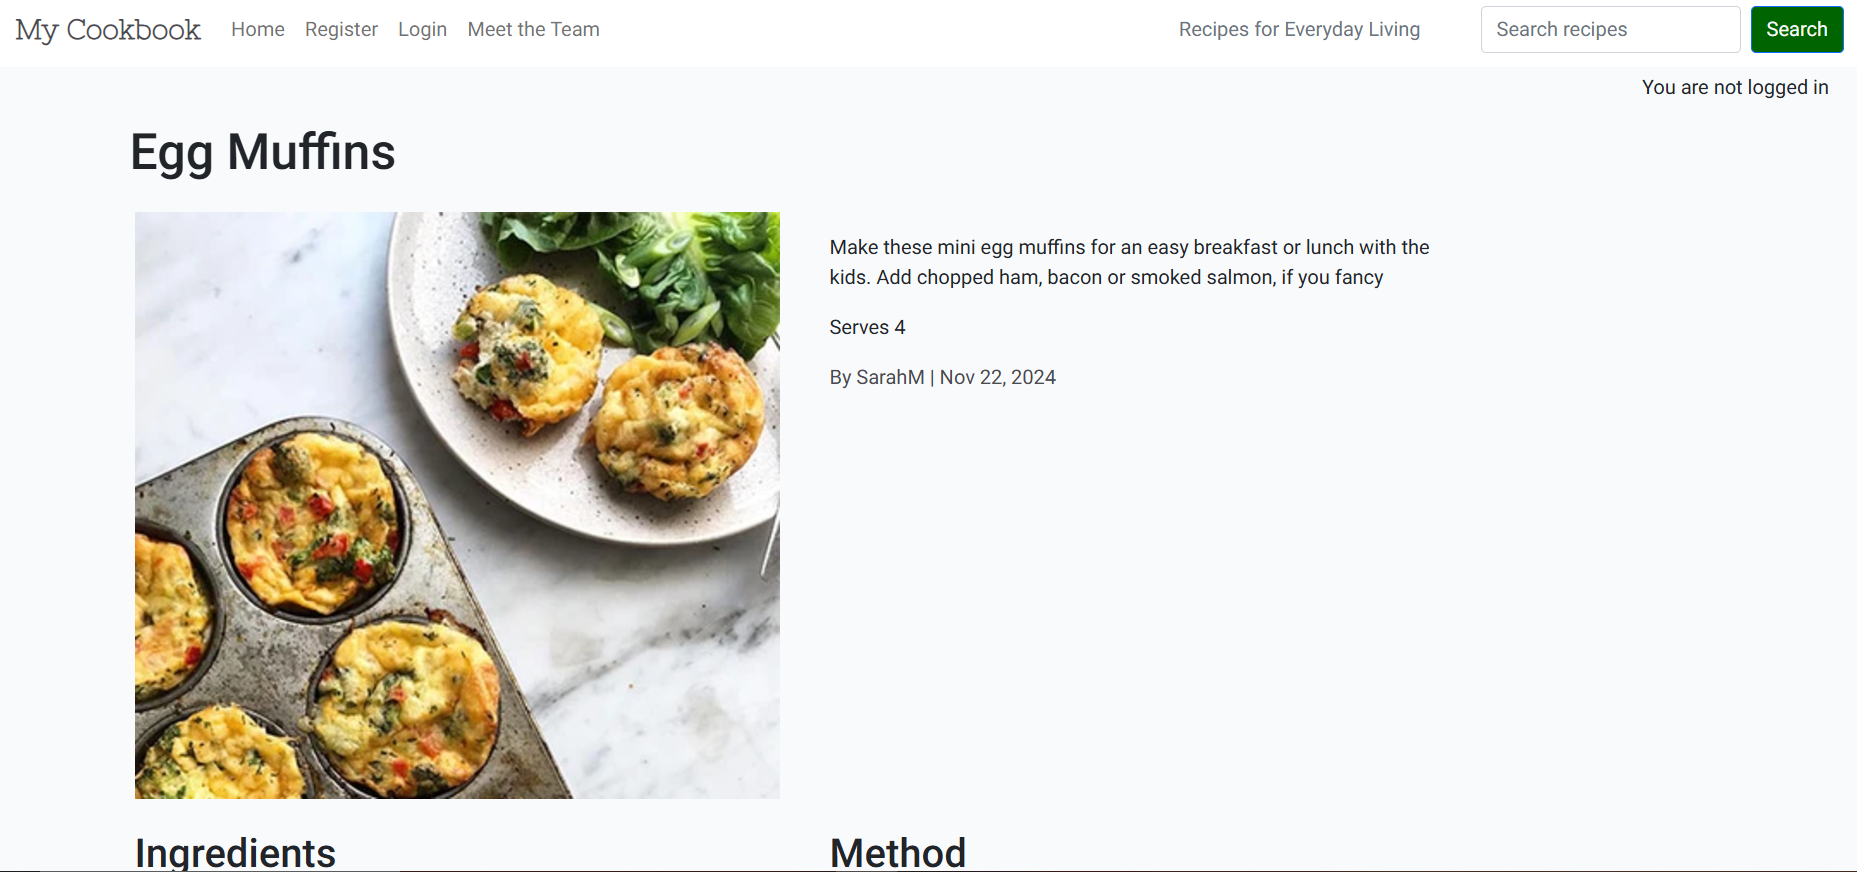 My Cookbook Home Register Login Meet the Team Recipes for Everyday Living Search recipes Search
You are not logged in
Egg Muffins
Make these mini egg muffins for an easy breakfast or lunch with the
kids. Add chopped ham, bacon or smoked salmon, if you fancy
Serves 4
By SarahM | Nov 22, 2024
Ingredients
Method